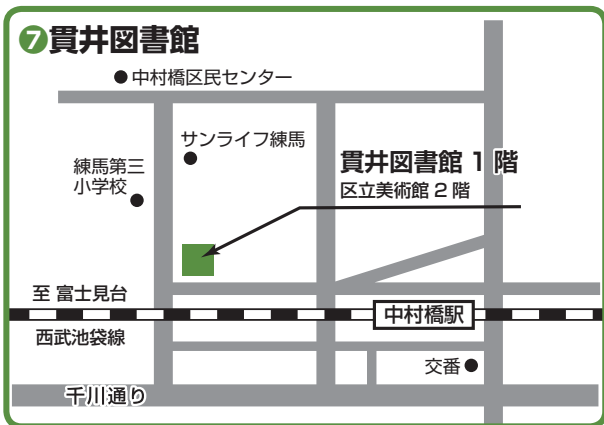 ❼貫井図書館
中村橋区民センター
サンライフ練馬
練馬第三
小学校
貫井図書館 1 階
区立美術館 2 階
至 富士見台
中村橋駅
西武池袋線
交番
千川通り